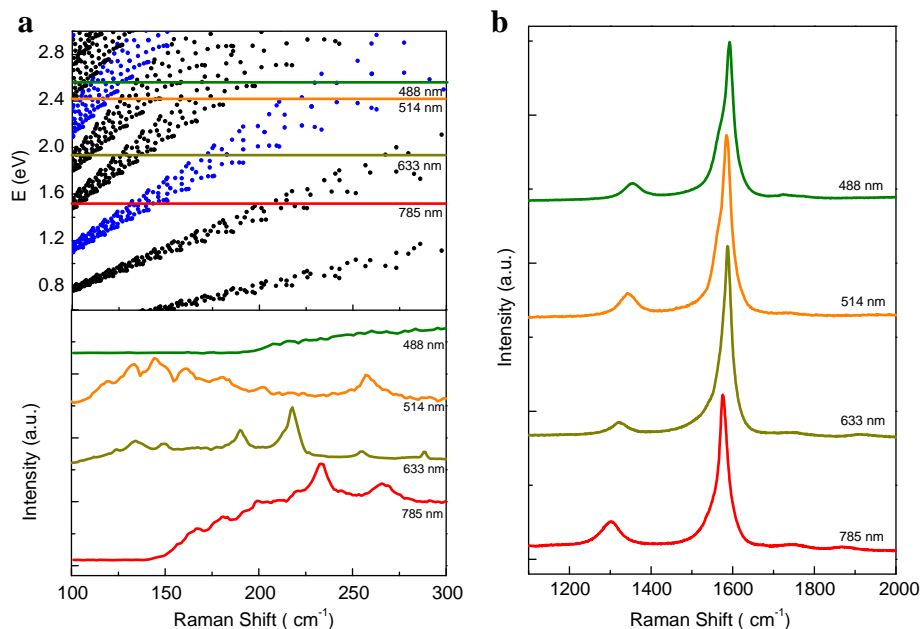 a
b
2.8
2.4
2.0
1.6
1.2
0.8
E (eV)
488 nm
514 nm
633 nm
785 nm
488 nm
514 nm
633 nm
785 nm
Intensity (a.u.)
100
150
200
250
300
Raman Shift ( cm⁻¹)
488 nm
514 nm
633 nm
785 nm
Intensity (a.u.)
1200
1400
1600
1800
2000
Raman Shift ( cm⁻¹)